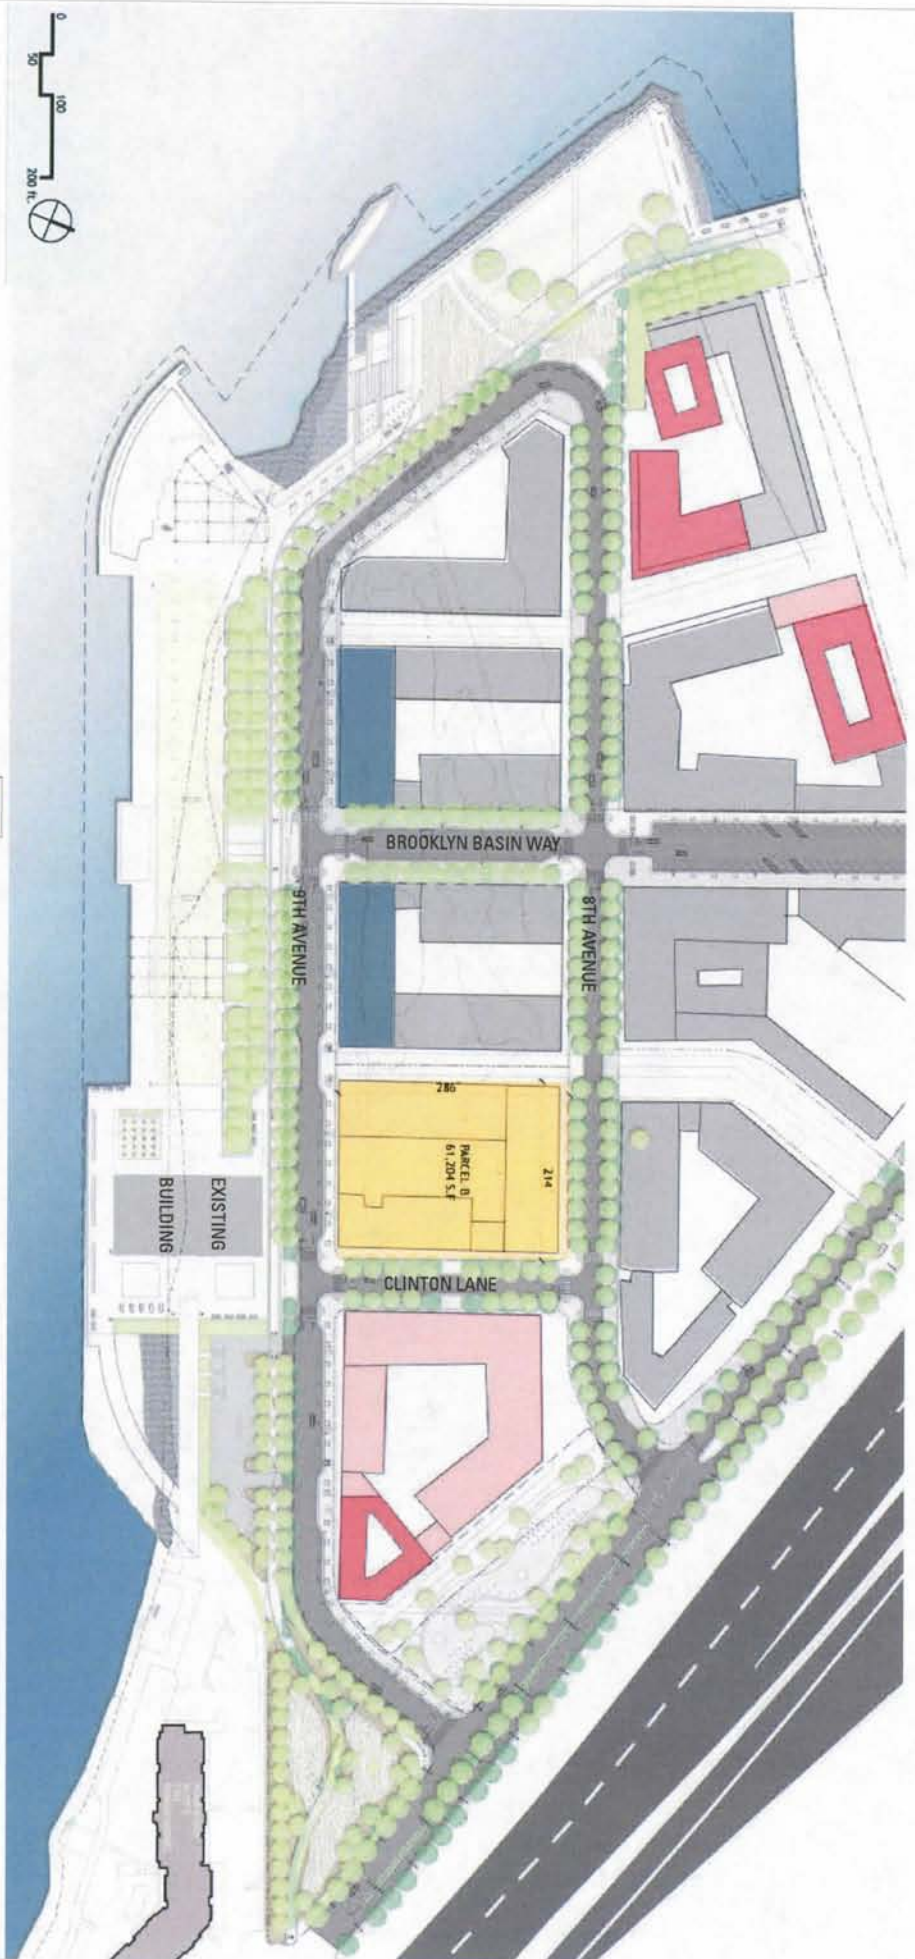 0
50
100
200 ft.
BROOKLYN BASIN WAY
9TH AVENUE
8TH AVENUE
286
PARCEL B
61,204 S.F
214
EXISTING
BUILDING
CLINTON LANE